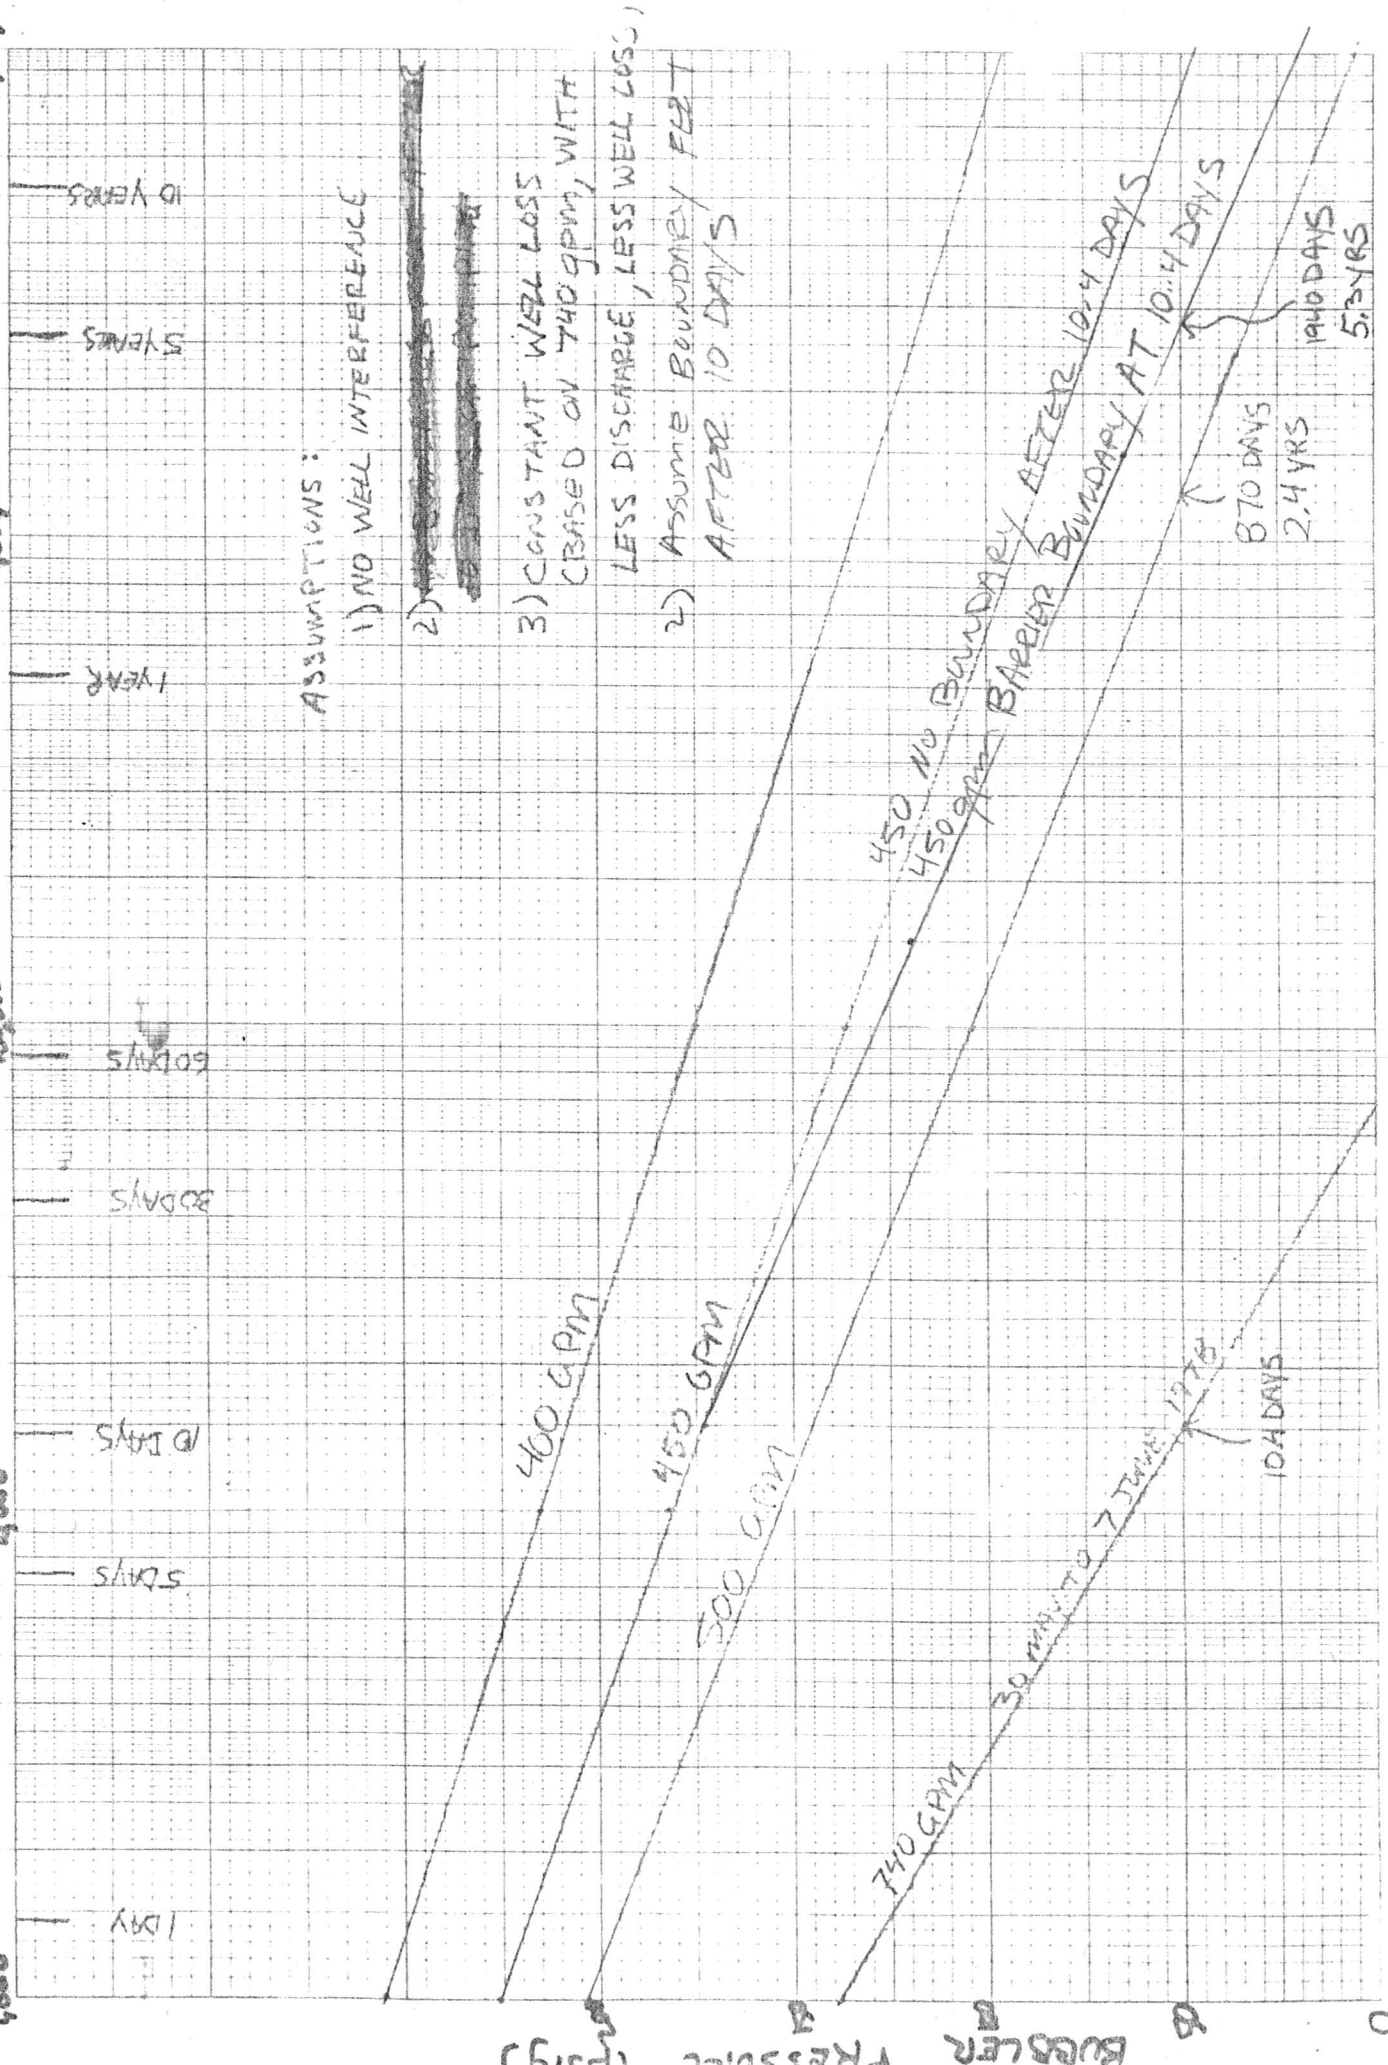 1 DAY
5 DAYS
10 DAYS
30 DAYS
60 DAYS
1 YEAR
5 YEARS
10 YEARS
ASSUMPTIONS:
1) NO WELL INTERFERENCE
2)
3) CONSTANT WELL LOSS
(BASED ON 740 gpm, WITH
LESS DISCHARGE, LESS WELL LOSS)
2) ASSUME BOUNDARY FELT
AFTER 10 DAYS
400 GPM
450 GPM
500 GPM
740 GPM
30 MAY TO 7 JUNE
450 NO BOUNDARY AFTER 10.4 DAYS
450 gpm BARRIER BOUNDARY AT 10.4 DAYS
10.4 DAYS
870 DAYS
2.4 YRS
1940 DAYS
5.3 YRS
BUBBLER
PRESSURE (psig)
0